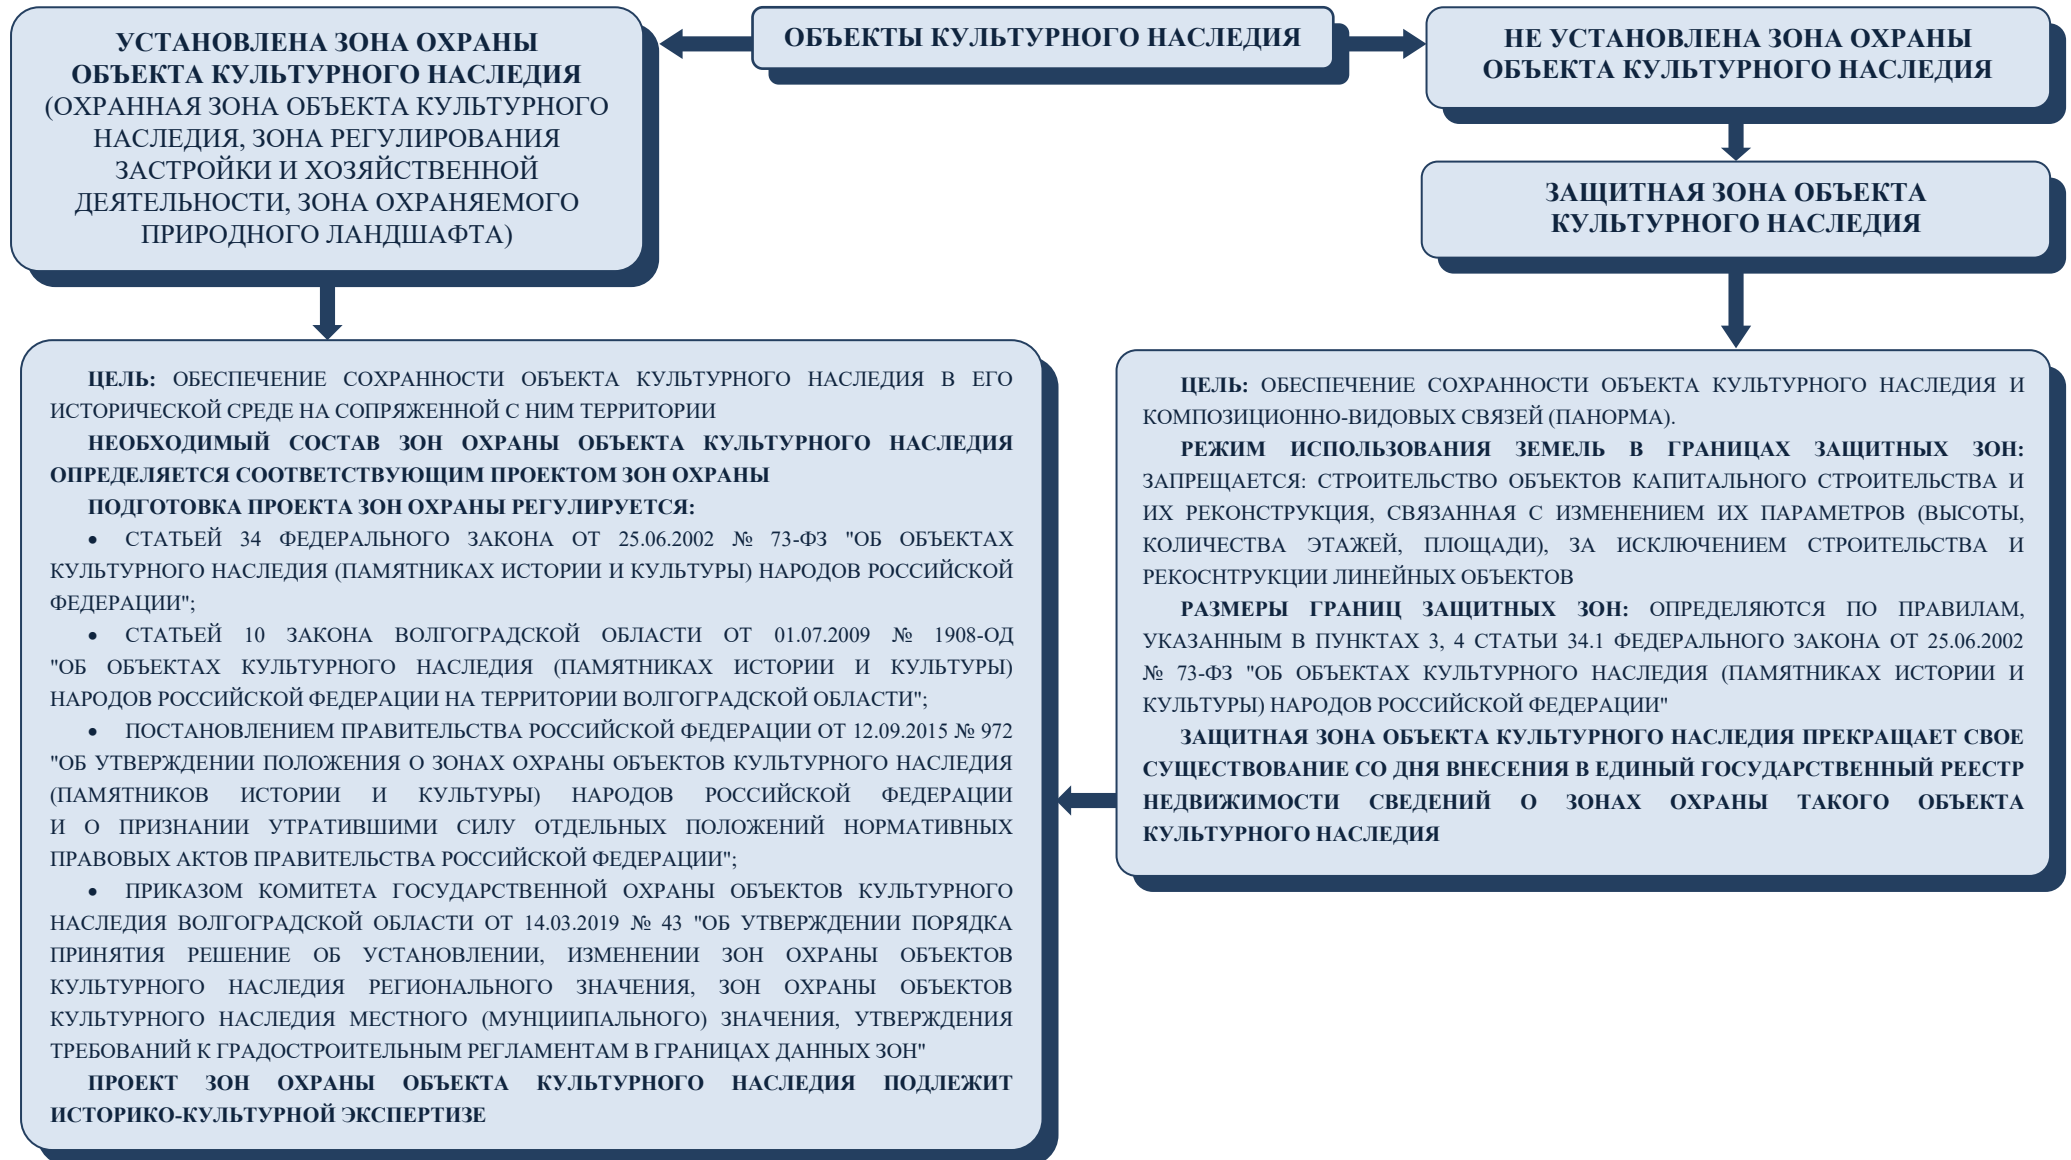 ОБЪЕКТЫ КУЛЬТУРНОГО НАСЛЕДИЯ
УСТАНОВЛЕНА ЗОНА ОХРАНЫ
ОБЪЕКТА КУЛЬТУРНОГО НАСЛЕДИЯ
(ОХРАННАЯ ЗОНА ОБЪЕКТА КУЛЬТУРНОГО
НАСЛЕДИЯ, ЗОНА РЕГУЛИРОВАНИЯ
ЗАСТРОЙКИ И ХОЗЯЙСТВЕННОЙ
ДЕЯТЕЛЬНОСТИ, ЗОНА ОХРАНЯЕМОГО
ПРИРОДНОГО ЛАНДШАФТА)
ЦЕЛЬ: ОБЕСПЕЧЕНИЕ СОХРАННОСТИ ОБЪЕКТА КУЛЬТУРНОГО НАСЛЕДИЯ В ЕГО
ИСТОРИЧЕСКОЙ СРЕДЕ НА СОПРЯЖЕННОЙ С НИМ ТЕРРИТОРИИ
НЕОБХОДИМЫЙ СОСТАВ ЗОН ОХРАНЫ ОБЪЕКТА КУЛЬТУРНОГО НАСЛЕДИЯ
ОПРЕДЕЛЯЕТСЯ СООТВЕТСТВУЮЩИМ ПРОЕКТОМ ЗОН ОХРАНЫ
ПОДГОТОВКА ПРОЕКТА ЗОН ОХРАНЫ РЕГУЛИРУЕТСЯ:
• СТАТЬЕЙ 34 ФЕДЕРАЛЬНОГО ЗАКОНА ОТ 25.06.2002 № 73-ФЗ "ОБ ОБЪЕКТАХ
КУЛЬТУРНОГО НАСЛЕДИЯ (ПАМЯТНИКАХ ИСТОРИИ И КУЛЬТУРЫ) НАРОДОВ РОССИЙСКОЙ
ФЕДЕРАЦИИ";
• СТАТЬЕЙ 10 ЗАКОНА ВОЛГОГРАДСКОЙ ОБЛАСТИ ОТ 01.07.2009 № 1908-ОД
"ОБ ОБЪЕКТАХ КУЛЬТУРНОГО НАСЛЕДИЯ (ПАМЯТНИКАХ ИСТОРИИ И КУЛЬТУРЫ)
НАРОДОВ РОССИЙСКОЙ ФЕДЕРАЦИИ НА ТЕРРИТОРИИ ВОЛГОГРАДСКОЙ ОБЛАСТИ";
• ПОСТАНОВЛЕНИЕМ ПРАВИТЕЛЬСТВА РОССИЙСКОЙ ФЕДЕРАЦИИ ОТ 12.09.2015 № 972
"ОБ УТВЕРЖДЕНИИ ПОЛОЖЕНИЯ О ЗОНАХ ОХРАНЫ ОБЪЕКТОВ КУЛЬТУРНОГО НАСЛЕДИЯ
(ПАМЯТНИКОВ ИСТОРИИ И КУЛЬТУРЫ) НАРОДОВ РОССИЙСКОЙ ФЕДЕРАЦИИ
И О ПРИЗНАНИИ УТРАТИВШИМИ СИЛУ ОТДЕЛЬНЫХ ПОЛОЖЕНИЙ НОРМАТИВНЫХ
ПРАВОВЫХ АКТОВ ПРАВИТЕЛЬСТВА РОССИЙСКОЙ ФЕДЕРАЦИИ";
• ПРИКАЗОМ КОМИТЕТА ГОСУДАРСТВЕННОЙ ОХРАНЫ ОБЪЕКТОВ КУЛЬТУРНОГО
НАСЛЕДИЯ ВОЛГОГРАДСКОЙ ОБЛАСТИ ОТ 14.03.2019 № 43 "ОБ УТВЕРЖДЕНИИ ПОРЯДКА
ПРИНЯТИЯ РЕШЕНИЕ ОБ УСТАНОВЛЕНИИ, ИЗМЕНЕНИИ ЗОН ОХРАНЫ ОБЪЕКТОВ
КУЛЬТУРНОГО НАСЛЕДИЯ РЕГИОНАЛЬНОГО ЗНАЧЕНИЯ, ЗОН ОХРАНЫ ОБЪЕКТОВ
КУЛЬТУРНОГО НАСЛЕДИЯ МЕСТНОГО (МУНЦИИПАЛЬНОГО) ЗНАЧЕНИЯ, УТВЕРЖДЕНИЯ
ТРЕБОВАНИЙ К ГРАДОСТРОИТЕЛЬНЫМ РЕГЛАМЕНТАМ В ГРАНИЦАХ ДАННЫХ ЗОН"
ПРОЕКТ ЗОН ОХРАНЫ ОБЪЕКТА КУЛЬТУРНОГО НАСЛЕДИЯ ПОДЛЕЖИТ
ИСТОРИКО-КУЛЬТУРНОЙ ЭКСПЕРТИЗЕ
НЕ УСТАНОВЛЕНА ЗОНА ОХРАНЫ
ОБЪЕКТА КУЛЬТУРНОГО НАСЛЕДИЯ
ЗАЩИТНАЯ ЗОНА ОБЪЕКТА
КУЛЬТУРНОГО НАСЛЕДИЯ
ЦЕЛЬ: ОБЕСПЕЧЕНИЕ СОХРАННОСТИ ОБЪЕКТА КУЛЬТУРНОГО НАСЛЕДИЯ И
КОМПОЗИЦИОННО-ВИДОВЫХ СВЯЗЕЙ (ПАНОРМА).
РЕЖИМ ИСПОЛЬЗОВАНИЯ ЗЕМЕЛЬ В ГРАНИЦАХ ЗАЩИТНЫХ ЗОН:
ЗАПРЕЩАЕТСЯ: СТРОИТЕЛЬСТВО ОБЪЕКТОВ КАПИТАЛЬНОГО СТРОИТЕЛЬСТВА И
ИХ РЕКОНСТРУКЦИЯ, СВЯЗАННАЯ С ИЗМЕНЕНИЕМ ИХ ПАРАМЕТРОВ (ВЫСОТЫ,
КОЛИЧЕСТВА ЭТАЖЕЙ, ПЛОЩАДИ), ЗА ИСКЛЮЧЕНИЕМ СТРОИТЕЛЬСТВА И
РЕКОСНТРУКЦИИ ЛИНЕЙНЫХ ОБЪЕКТОВ
РАЗМЕРЫ ГРАНИЦ ЗАЩИТНЫХ ЗОН: ОПРЕДЕЛЯЮТСЯ ПО ПРАВИЛАМ,
УКАЗАННЫМ В ПУНКТАХ 3, 4 СТАТЬИ 34.1 ФЕДЕРАЛЬНОГО ЗАКОНА ОТ 25.06.2002
№ 73-ФЗ "ОБ ОБЪЕКТАХ КУЛЬТУРНОГО НАСЛЕДИЯ (ПАМЯТНИКАХ ИСТОРИИ И
КУЛЬТУРЫ) НАРОДОВ РОССИЙСКОЙ ФЕДЕРАЦИИ"
ЗАЩИТНАЯ ЗОНА ОБЪЕКТА КУЛЬТУРНОГО НАСЛЕДИЯ ПРЕКРАЩАЕТ СВОЕ
СУЩЕСТВОВАНИЕ СО ДНЯ ВНЕСЕНИЯ В ЕДИНЫЙ ГОСУДАРСТВЕННЫЙ РЕЕСТР
НЕДВИЖИМОСТИ СВЕДЕНИЙ О ЗОНАХ ОХРАНЫ ТАКОГО ОБЪЕКТА
КУЛЬТУРНОГО НАСЛЕДИЯ